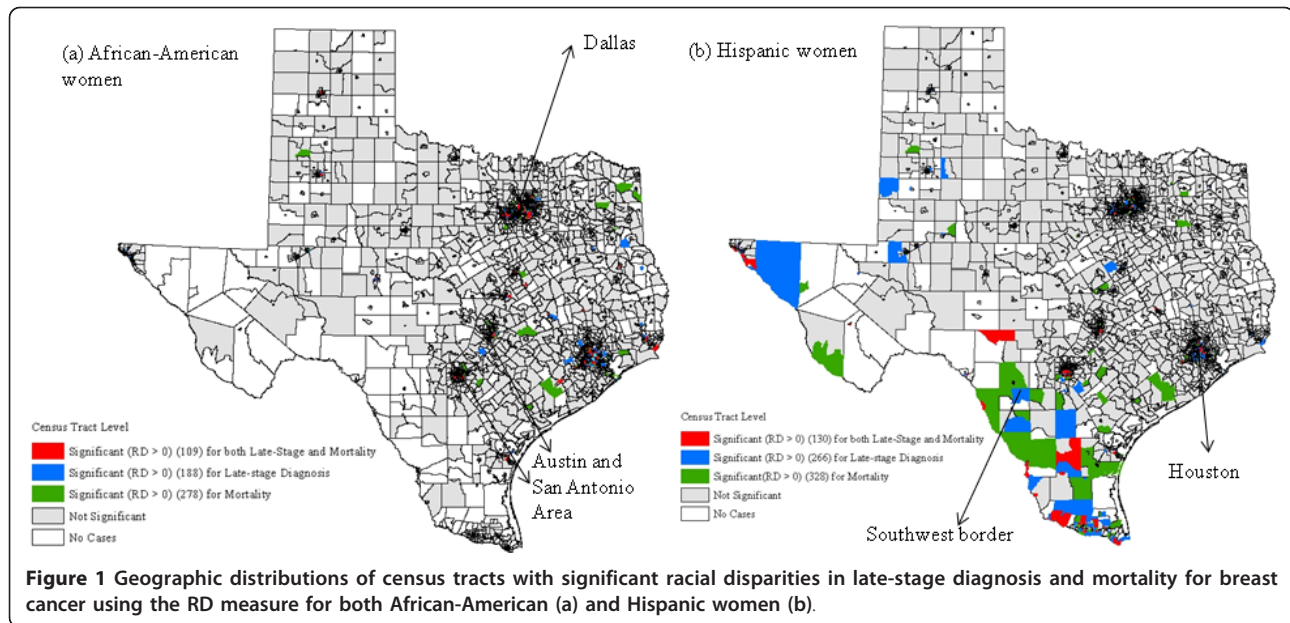 (a) African-American
women
Dallas
Census Tract Level
Significant (RD > 0) (109) for both Late-Stage and Mortality
Significant (RD > 0) (188) for Late-stage Diagnosis
Significant (RD > 0) (278) for Mortality
Not Significant
No Cases
Austin and
San Antonio
Area
(b) Hispanic women
Census Tract Level
Significant (RD > 0) (130) for both Late-Stage and Mortality
Significant (RD > 0) (266) for Late-stage Diagnosis
Significant(RD > 0) (328) for Mortality
Not Significant
No Cases
Southwest border
Houston
Figure 1 Geographic distributions of census tracts with significant racial disparities in late-stage diagnosis and mortality for breast
cancer using the RD measure for both African-American (a) and Hispanic women (b).